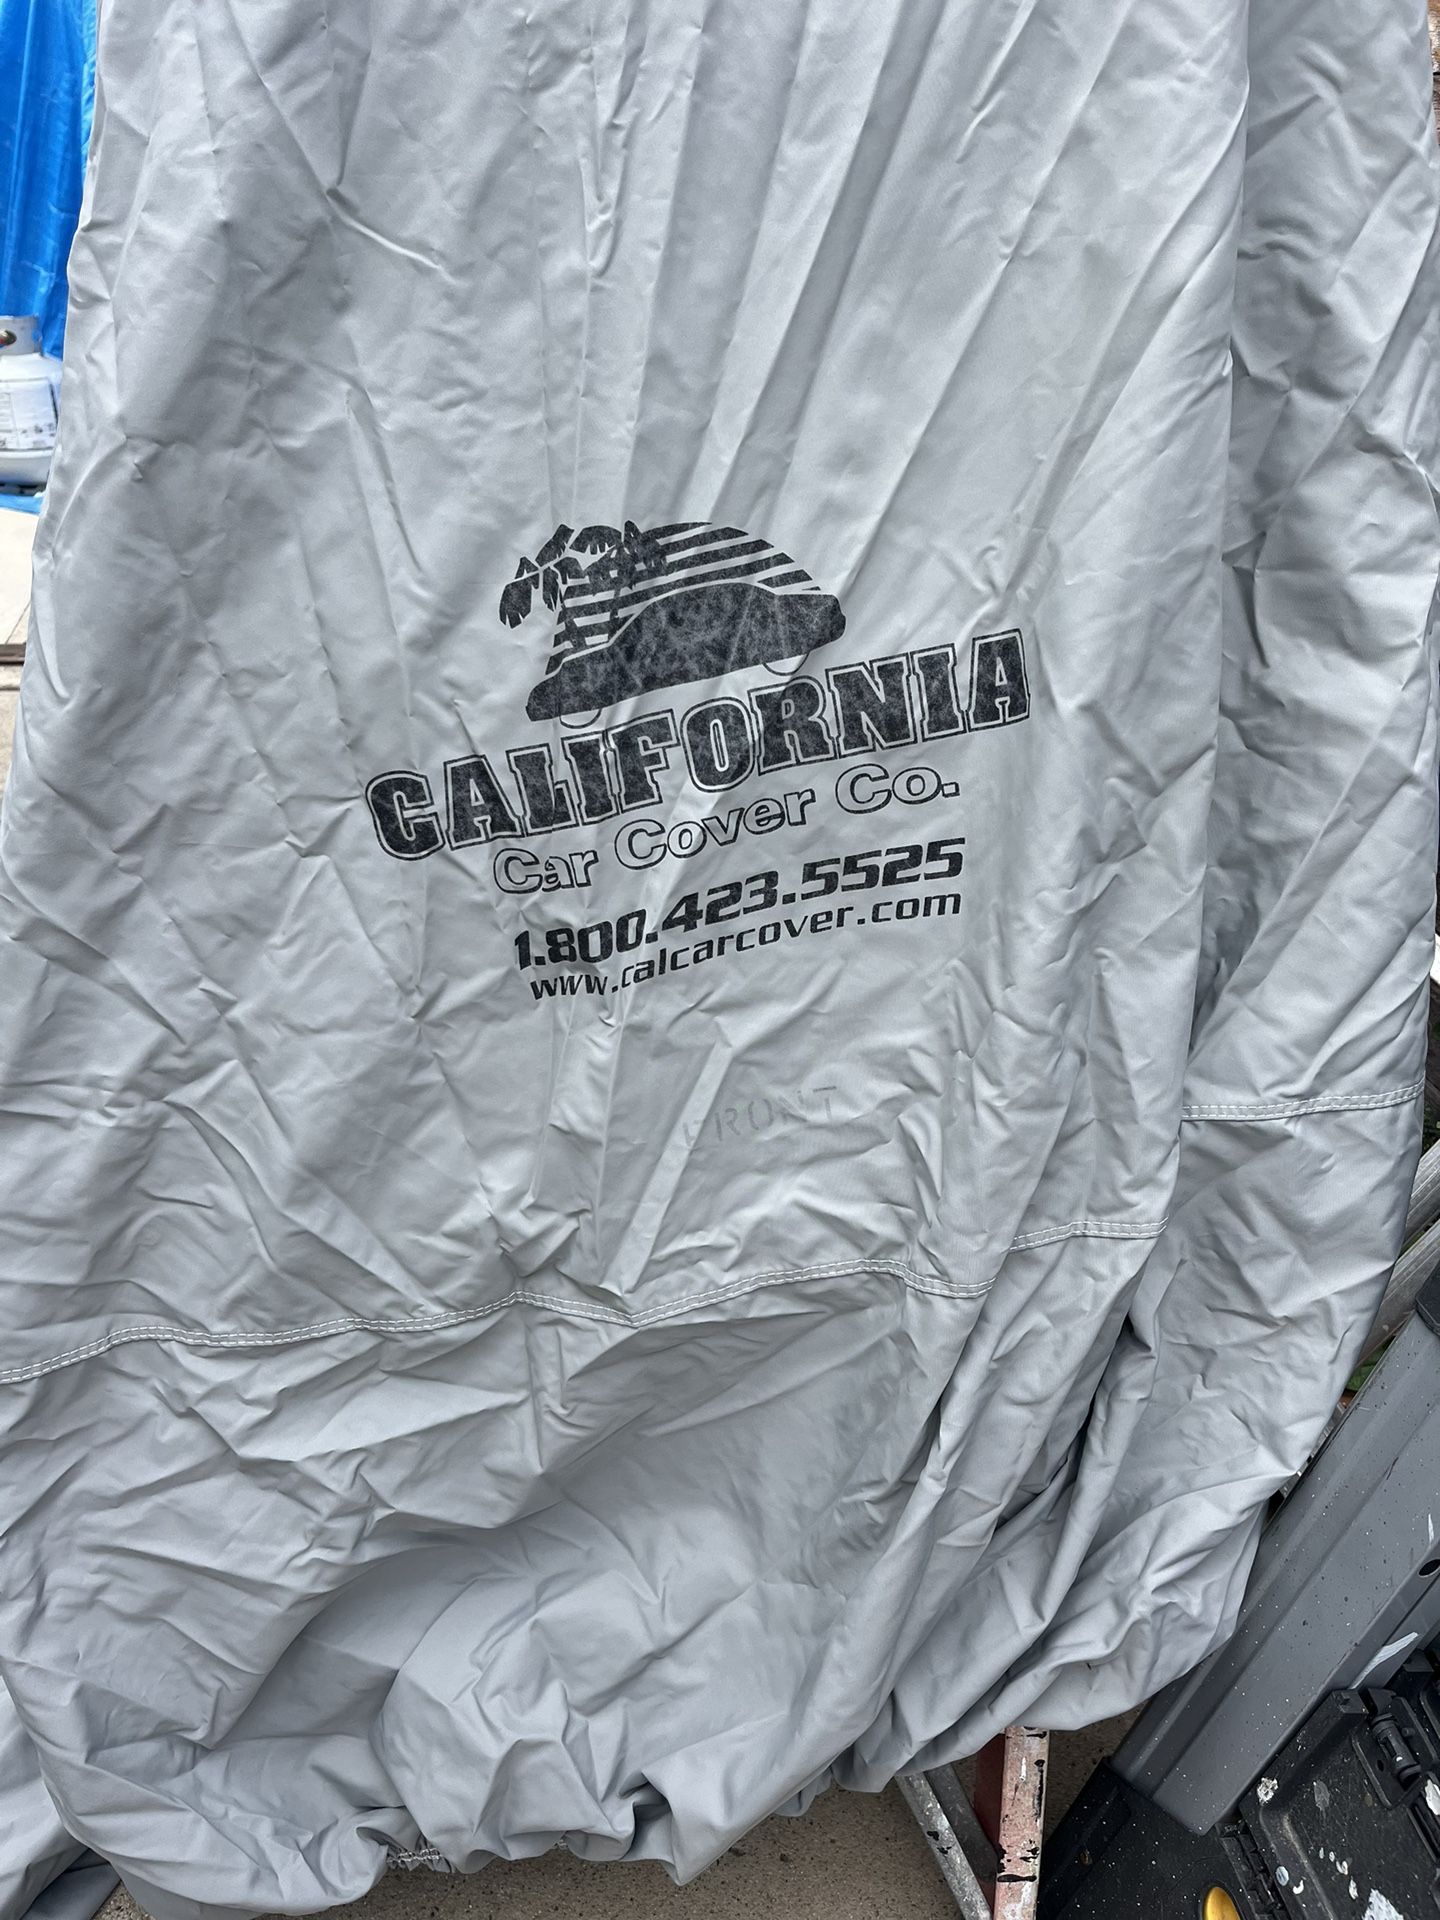 CALIFORNIA
Car Cover Co.
1.800.423.5525
www.calcarcover.com
FRONT